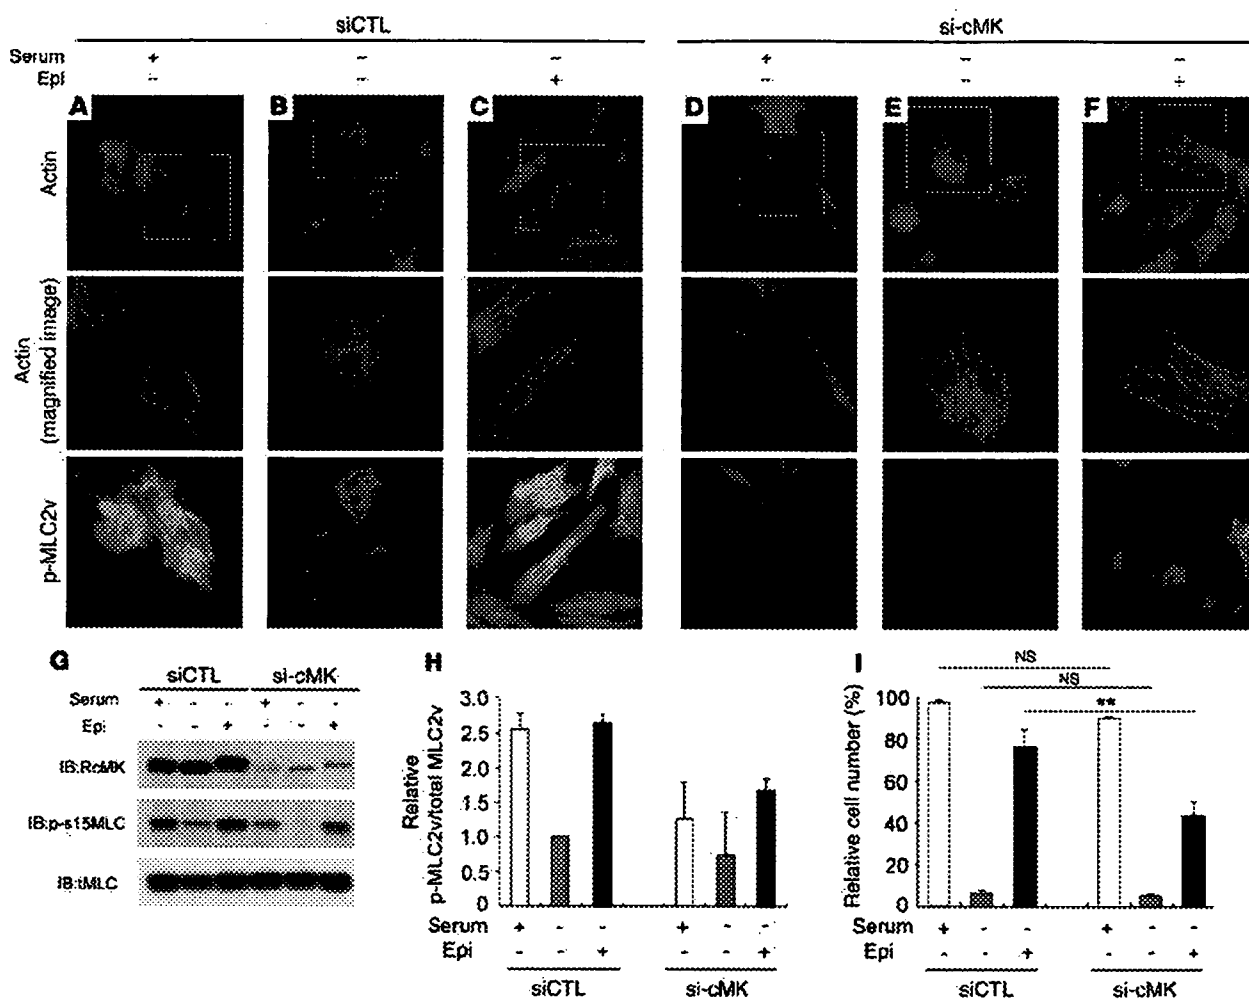 siCTL si-cMK
Serum + - - + - -
Epi - - + - - +
A B C D E F
Actin
Actin
(magnified image)
p-MLC2v
G
siCTL si-cMK
Serum + - - + - -
Epi - - + - - +
IB:RcMK
IB:p-s15MLC
IB:tMLC
H
Relative
p-MLC2v/total MLC2v
3.0
2.5
2.0
1.5
1.0
0.5
0
Serum + - - + - -
Epi - - + - - +
siCTL si-cMK
I
NS
NS
**
Relative cell number (%)
100
80
60
40
20
0
Serum + - - + - -
Epi - - + - - +
siCTL si-cMK